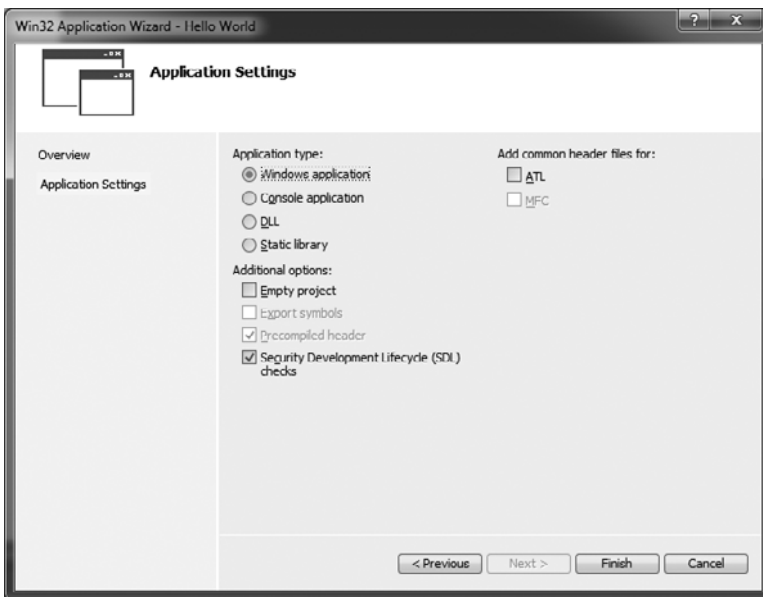 Win32 Application Wizard - Hello World
? X
Application Settings
Overview
Application Settings
Application type:
Windows application
Console application
DLL
Static library
Additional options:
Empty project
Export symbols
Precompiled header
Security Development Lifecycle (SDL)
checks
Add common header files for:
ATL
MFC
< Previous
Next >
Finish
Cancel